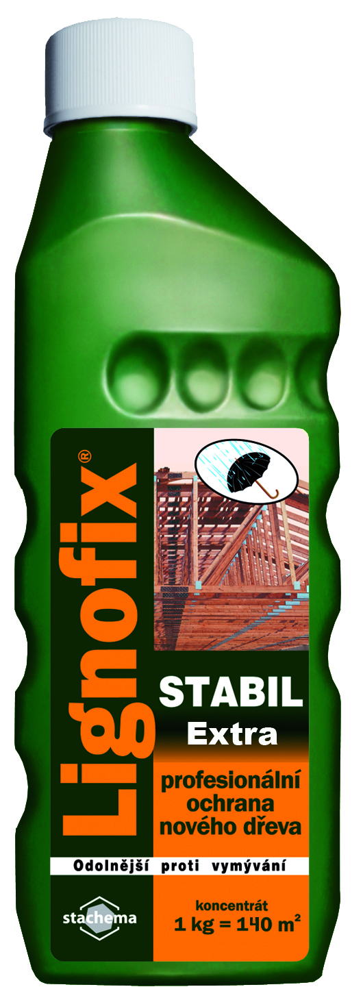 Lignofix®
STABIL
Extra
profesionální
ochrana
nového dřeva
Odolnější proti vymývání
stachema
koncentrát
1 kg = 140 m²